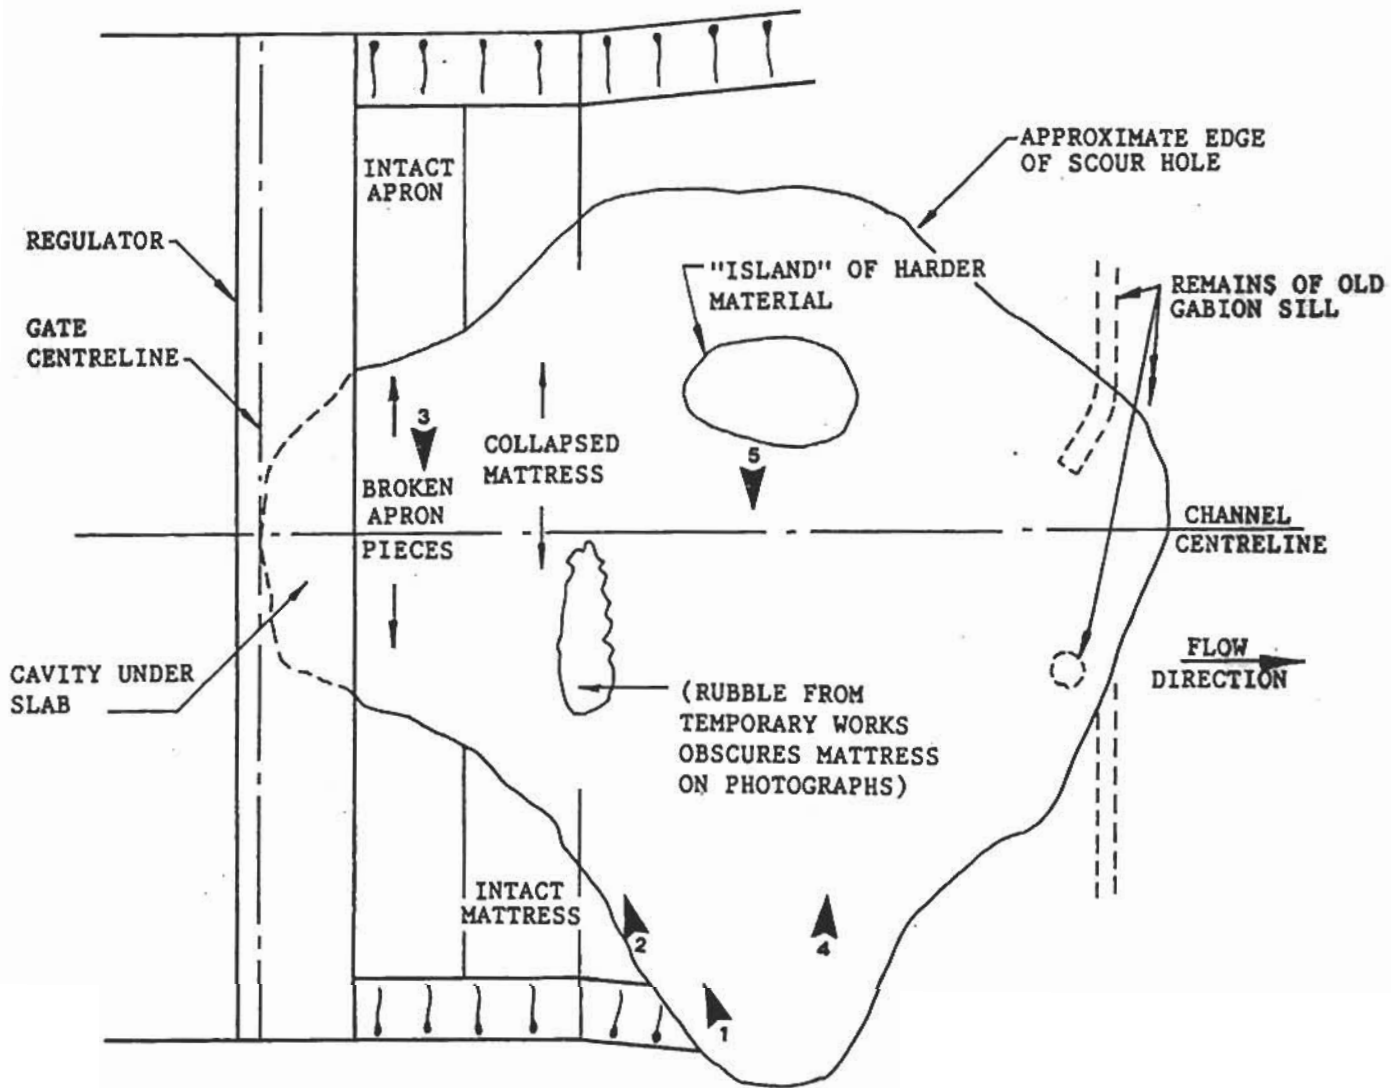 INTACT
APRON
APPROXIMATE EDGE
OF SCOUR HOLE
REGULATOR
"ISLAND" OF HARDER
MATERIAL
REMAINS OF OLD
GABION SILL
GATE
CENTRELINE
3
COLLAPSED
MATTRESS
5
BROKEN
APRON
PIECES
CHANNEL
CENTRELINE
CAVITY UNDER
SLAB
FLOW
DIRECTION
(RUBBLE FROM
TEMPORARY WORKS
OBSCURES MATTRESS
ON PHOTOGRAPHS)
INTACT
MATTRESS
2
4
1